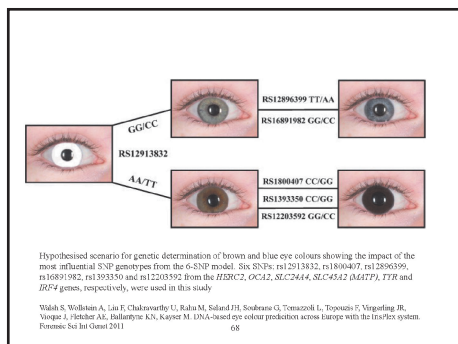 GG/CC
RS12913832
AA/TT
RS12896399 TT/AA
RS16891982 GG/CC
RS1800407 CC/GG
RS1393350 CC/GG
RS12203592 GG/CC
Hypothesised scenario for genetic determination of brown and blue eye colours showing the impact of the
most influential SNP genotypes from the 6-SNP model. Six SNPs; rs12913832, rs1800407, rs12896399,
rs16891982, rs1393350 and rs12203592 from the HERC2, OCA2, SLC24A4, SLC45A2 (MATP), TYR and
IRF4 genes, respectively, were used in this study
Walsh S, Wollstein A, Liu F, Chakravarthy U, Rahu M, Seland JH, Soubrane G, Tomazzoli L, Topouzis F, Vingerling JR,
Vioque J, Fletcher AE, Ballantyne KN, Kayser M. DNA-based eye colour prediction across Europe with the IrisPlex system.
Forensic Sci Int Genet 2011
68